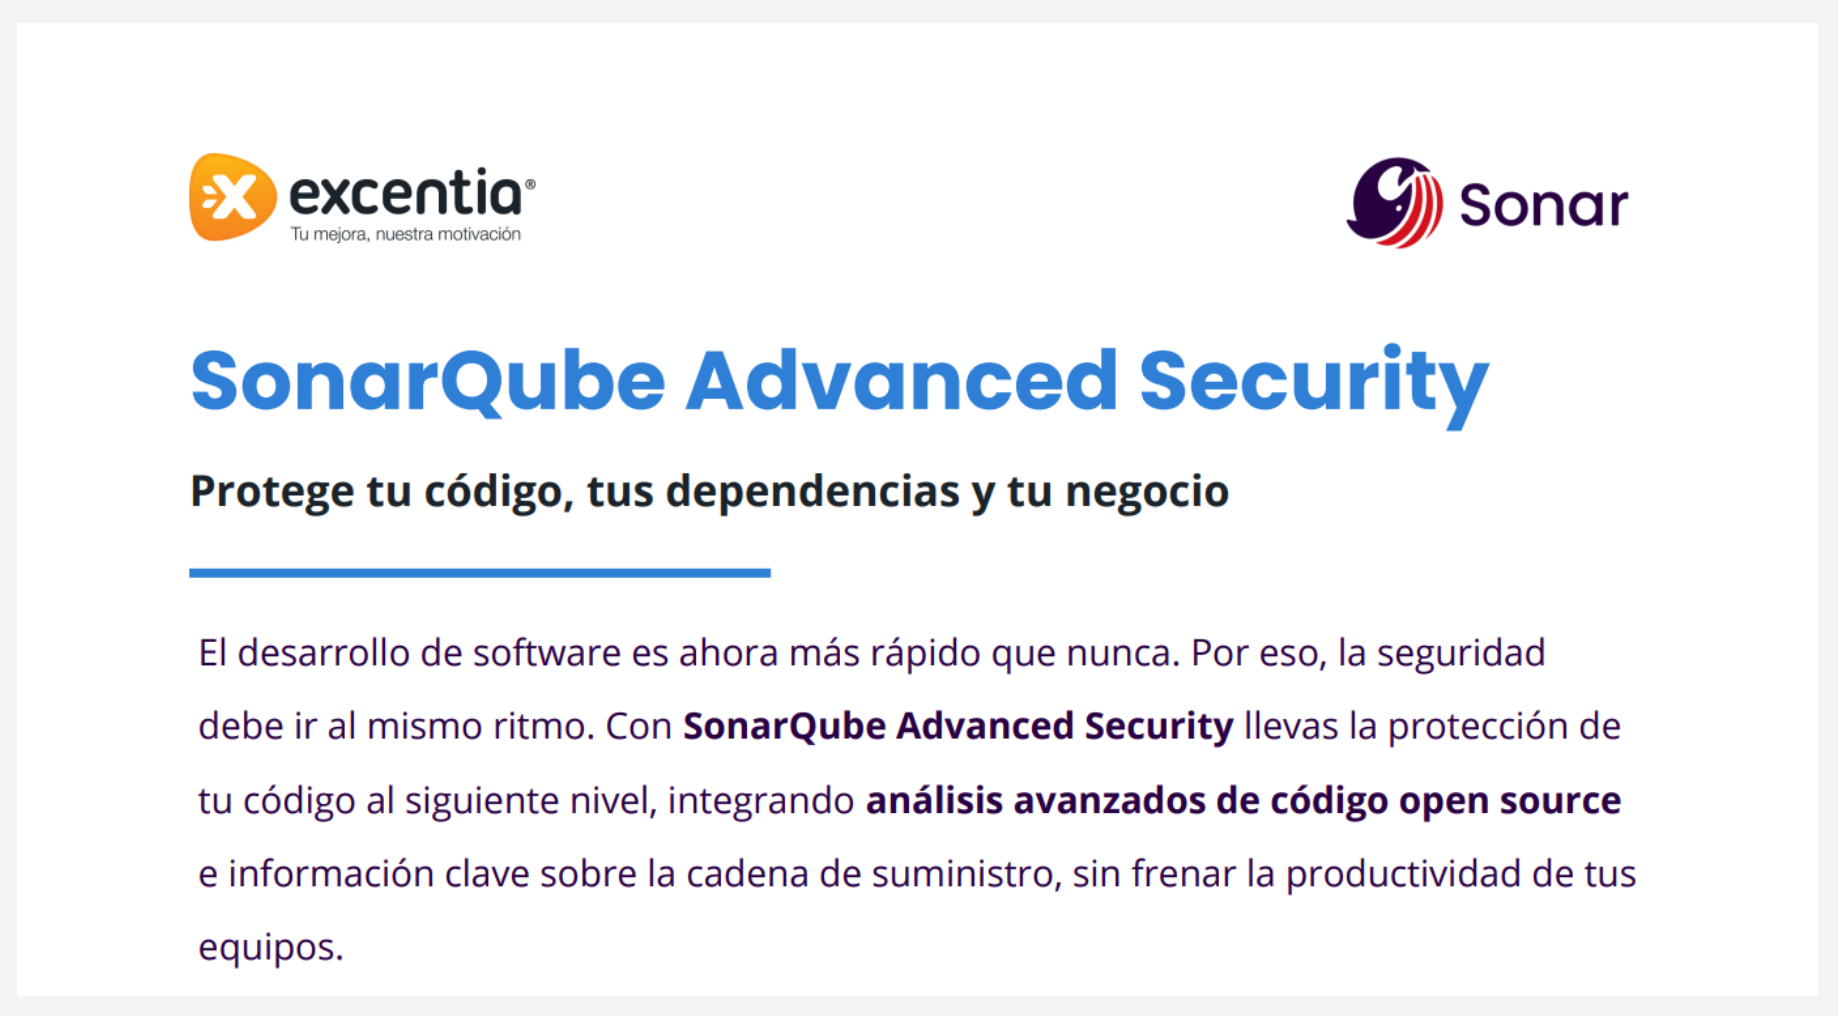 excentia®
Tu mejora, nuestra motivación
Sonar
SonarQube Advanced Security
Protege tu código, tus dependencias y tu negocio
El desarrollo de software es ahora más rápido que nunca. Por eso, la seguridad
debe ir al mismo ritmo. Con SonarQube Advanced Security llevas la protección de
tu código al siguiente nivel, integrando análisis avanzados de código open source
e información clave sobre la cadena de suministro, sin frenar la productividad de tus
equipos.